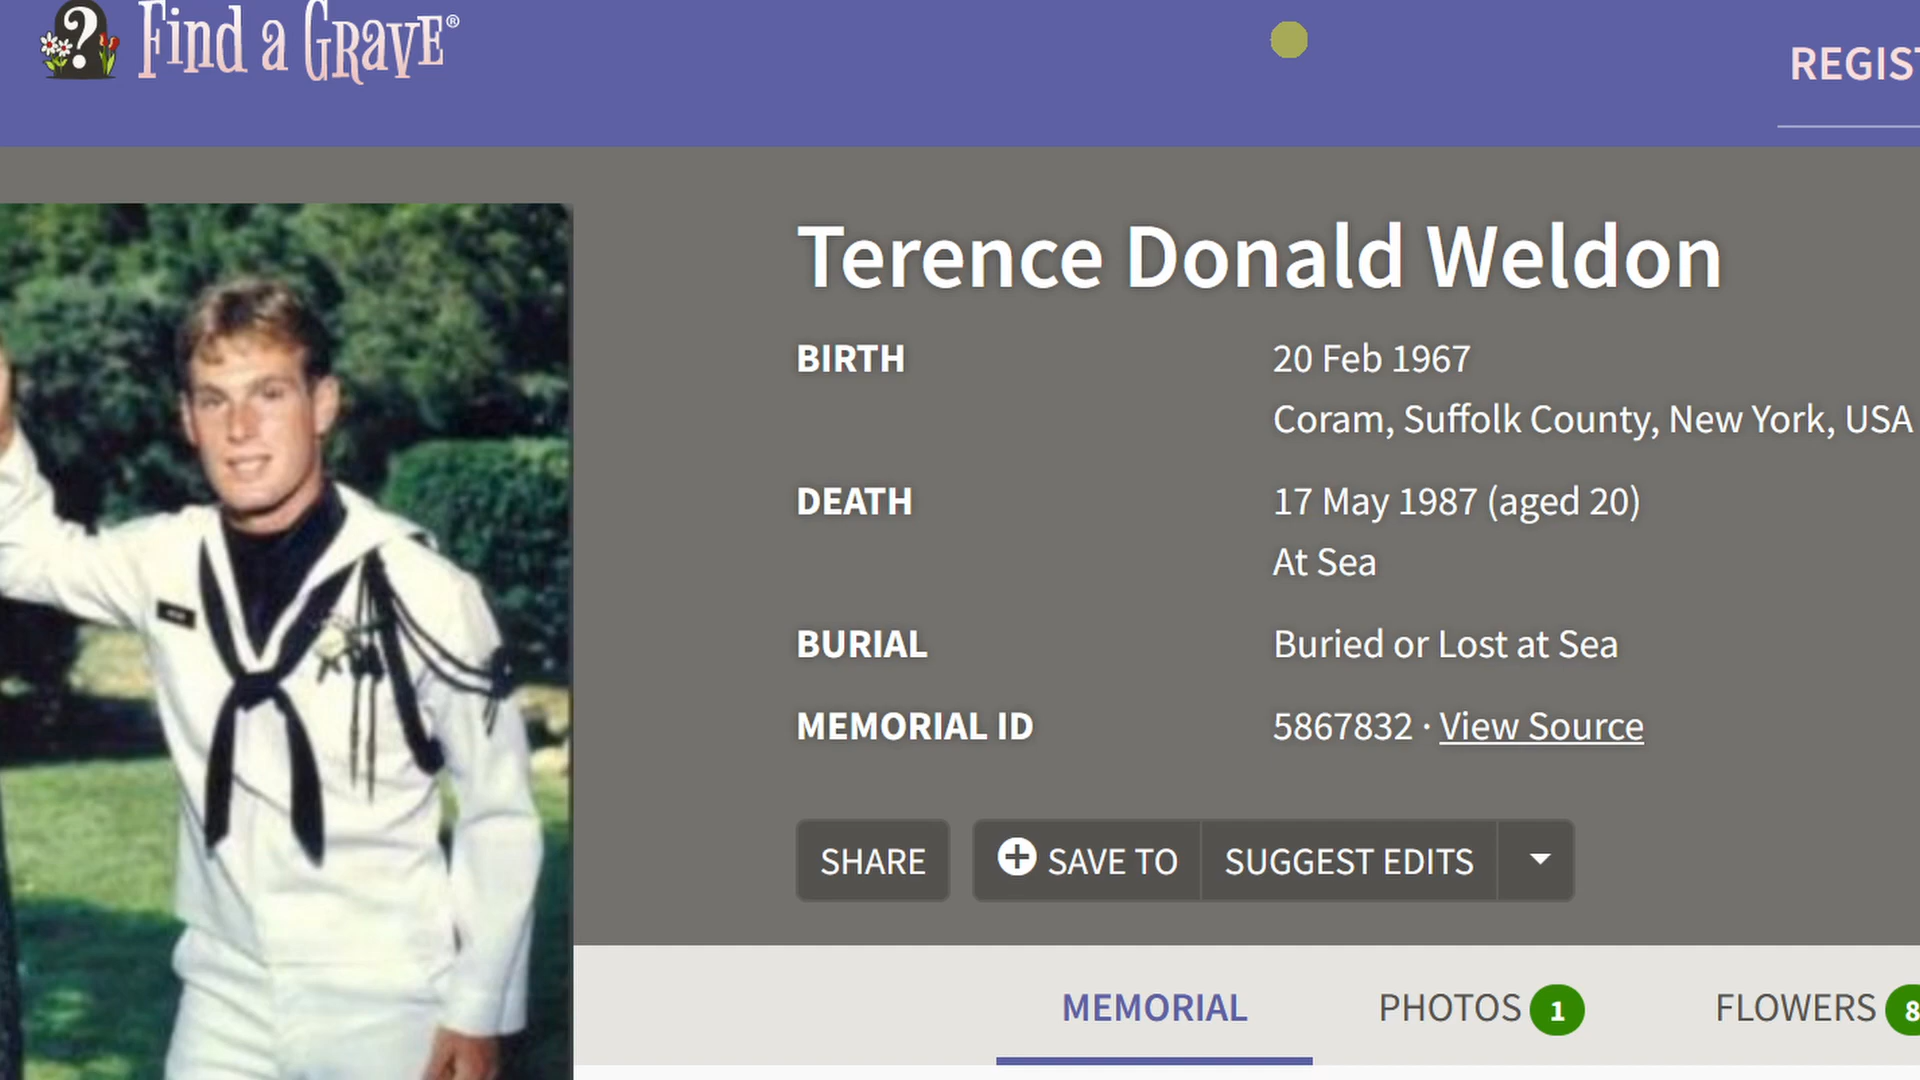 Find a Grave®
REGIST
Terence Donald Weldon
BIRTH
20 Feb 1967
Coram, Suffolk County, New York, USA
DEATH
17 May 1987 (aged 20)
At Sea
BURIAL
Buried or Lost at Sea
MEMORIAL ID
5867832 · View Source
SHARE
SAVE TO
SUGGEST EDITS
MEMORIAL
PHOTOS 1
FLOWERS 8